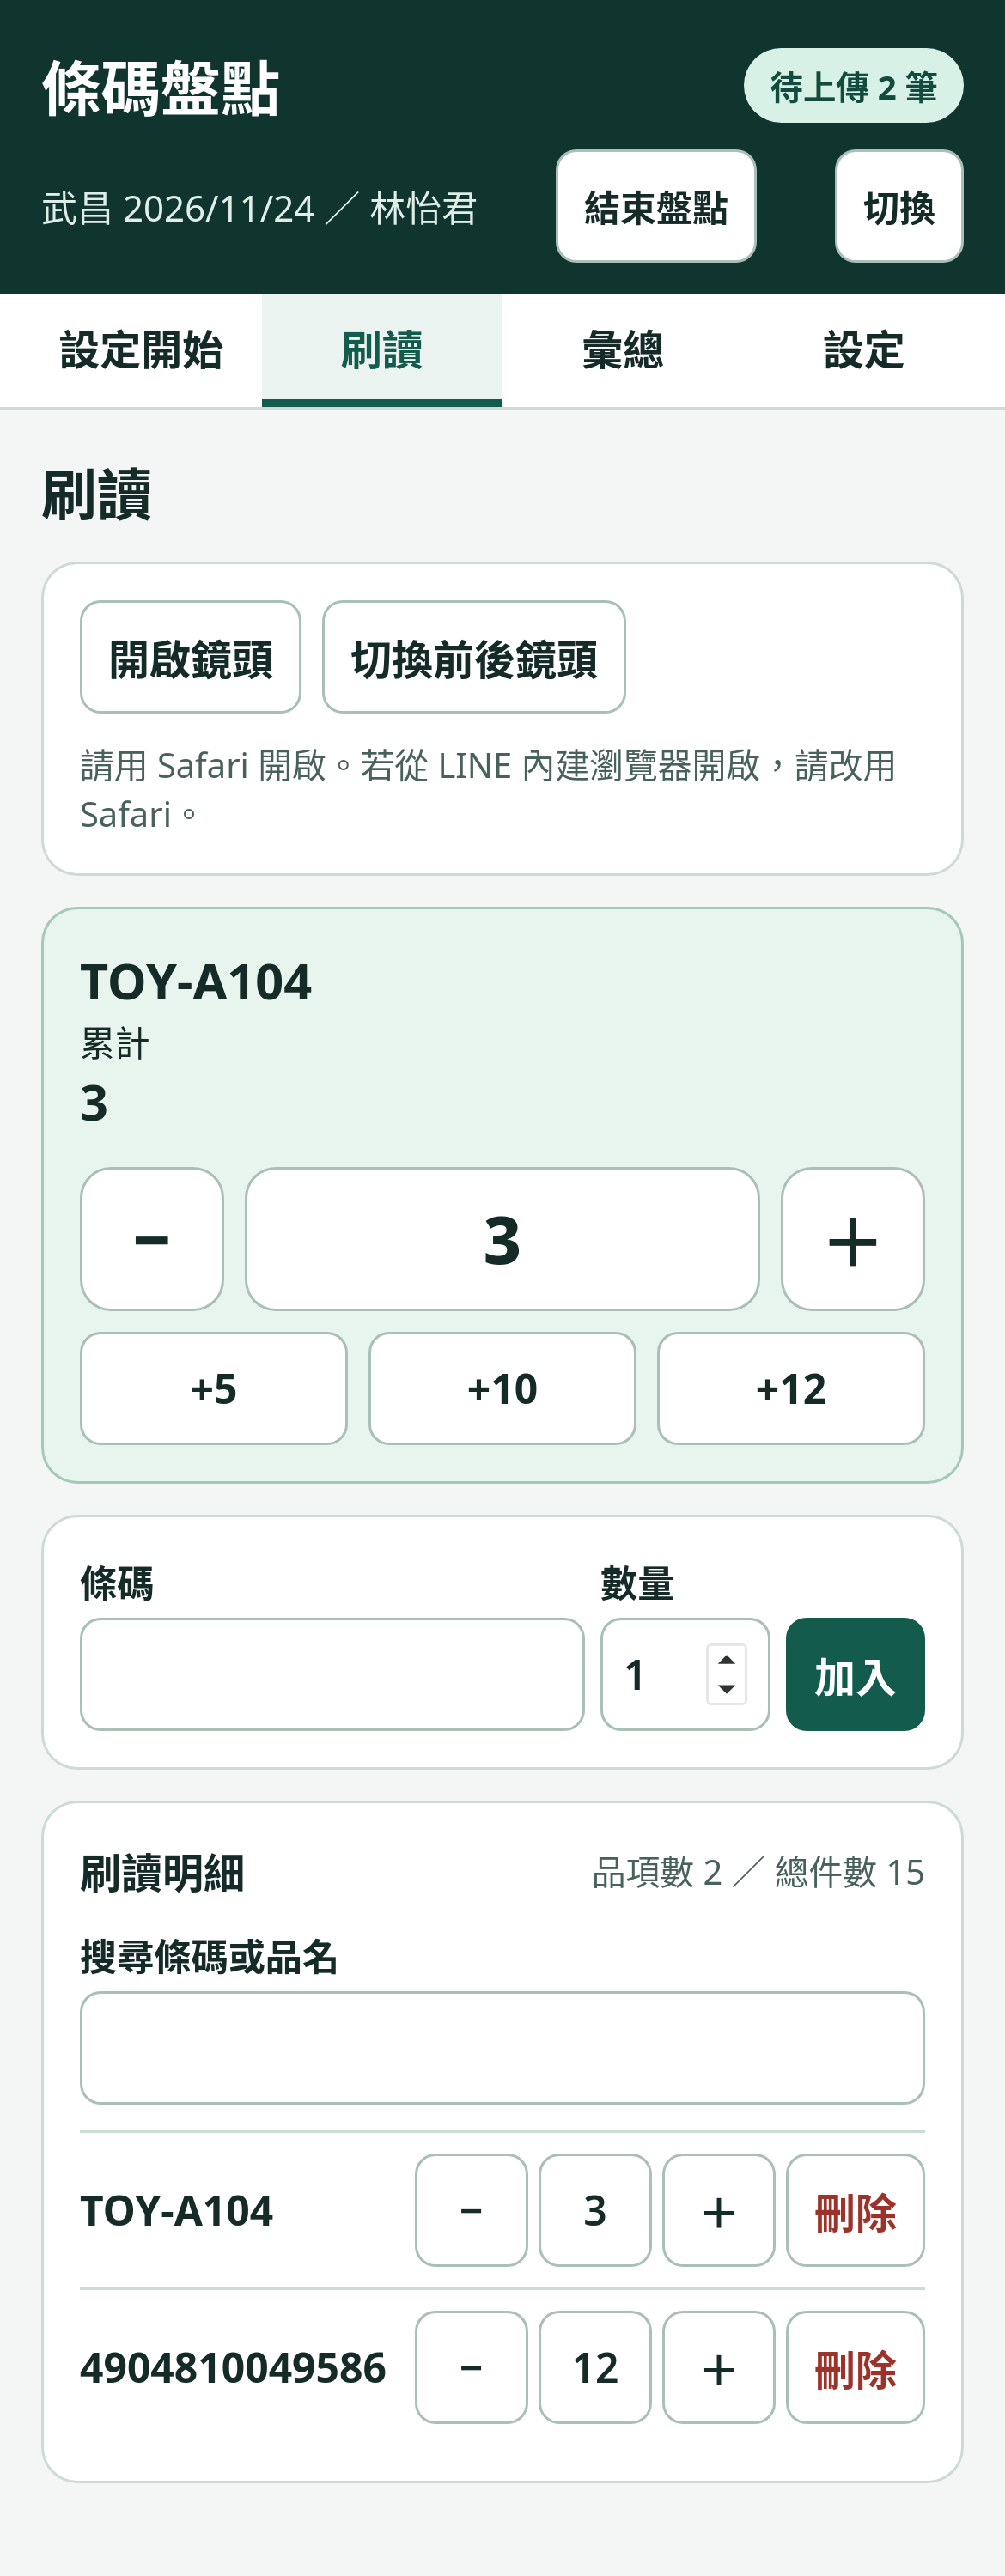 條碼盤點
待上傳 2 筆
武昌 2026/11/24 ／ 林怡君
結束盤點
切換
設定開始
刷讀
彙總
設定
刷讀
開啟鏡頭
切換前後鏡頭
請用 Safari 開啟。若從 LINE 內建瀏覽器開啟，請改用
Safari。
TOY-A104
累計
3
−
3
＋
+5
+10
+12
條碼
數量
1
加入
刷讀明細
品項數 2 ／ 總件數 15
搜尋條碼或品名
TOY-A104
−
3
＋
刪除
4904810049586
−
12
＋
刪除